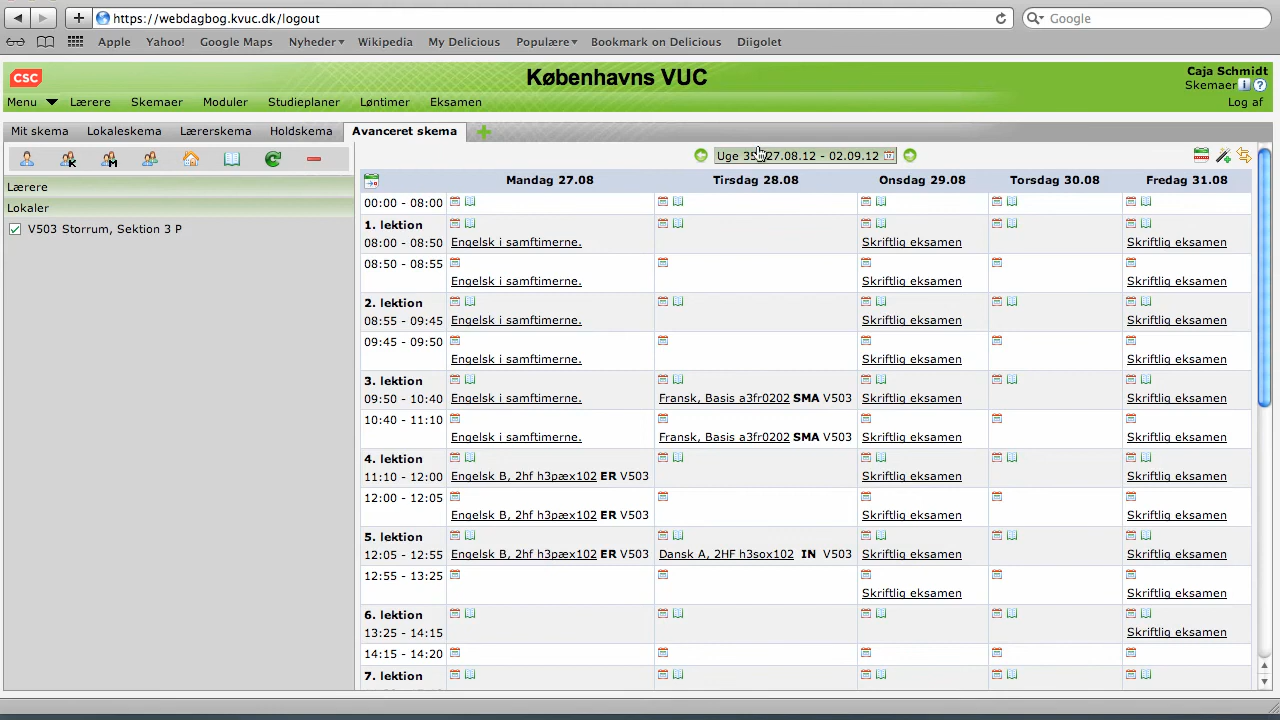 https://webdagbog.kvuc.dk/logout
Google
Apple Yahoo! Google Maps Nyheder Wikipedia My Delicious Populære Bookmark on Delicious Diigolet
CSC
Københavns VUC
Caja Schmidt
Skemaer
Log af
Menu Lærere Skemaer Moduler Studieplaner Løntimer Eksamen
Mit skema Lokaleskema Lærerskema Holdskema Avanceret skema
K M
Uge 35 27.08.12 - 02.09.12
Lærere
Lokaler
V503 Storrum, Sektion 3 P
Mandag 27.08 Tirsdag 28.08 Onsdag 29.08 Torsdag 30.08 Fredag 31.08
00:00 - 08:00
1. lektion
08:00 - 08:50 Engelsk i samftimerne. Skriftlig eksamen Skriftlig eksamen
08:50 - 08:55
Engelsk i samftimerne. Skriftlig eksamen Skriftlig eksamen
2. lektion
08:55 - 09:45 Engelsk i samftimerne. Skriftlig eksamen Skriftlig eksamen
09:45 - 09:50
Engelsk i samftimerne. Skriftlig eksamen Skriftlig eksamen
3. lektion
09:50 - 10:40 Engelsk i samftimerne. Fransk, Basis a3fr0202 SMA V503 Skriftlig eksamen Skriftlig eksamen
10:40 - 11:10
Engelsk i samftimerne. Fransk, Basis a3fr0202 SMA V503 Skriftlig eksamen Skriftlig eksamen
4. lektion
11:10 - 12:00 Engelsk B, 2hf h3pæx102 ER V503 Skriftlig eksamen Skriftlig eksamen
12:00 - 12:05
Engelsk B, 2hf h3pæx102 ER V503 Skriftlig eksamen Skriftlig eksamen
5. lektion
12:05 - 12:55 Engelsk B, 2hf h3pæx102 ER V503 Dansk A, 2HF h3sox102 IN V503 Skriftlig eksamen Skriftlig eksamen
12:55 - 13:25
Skriftlig eksamen Skriftlig eksamen
6. lektion
13:25 - 14:15 Skriftlig eksamen
14:15 - 14:20
7. lektion